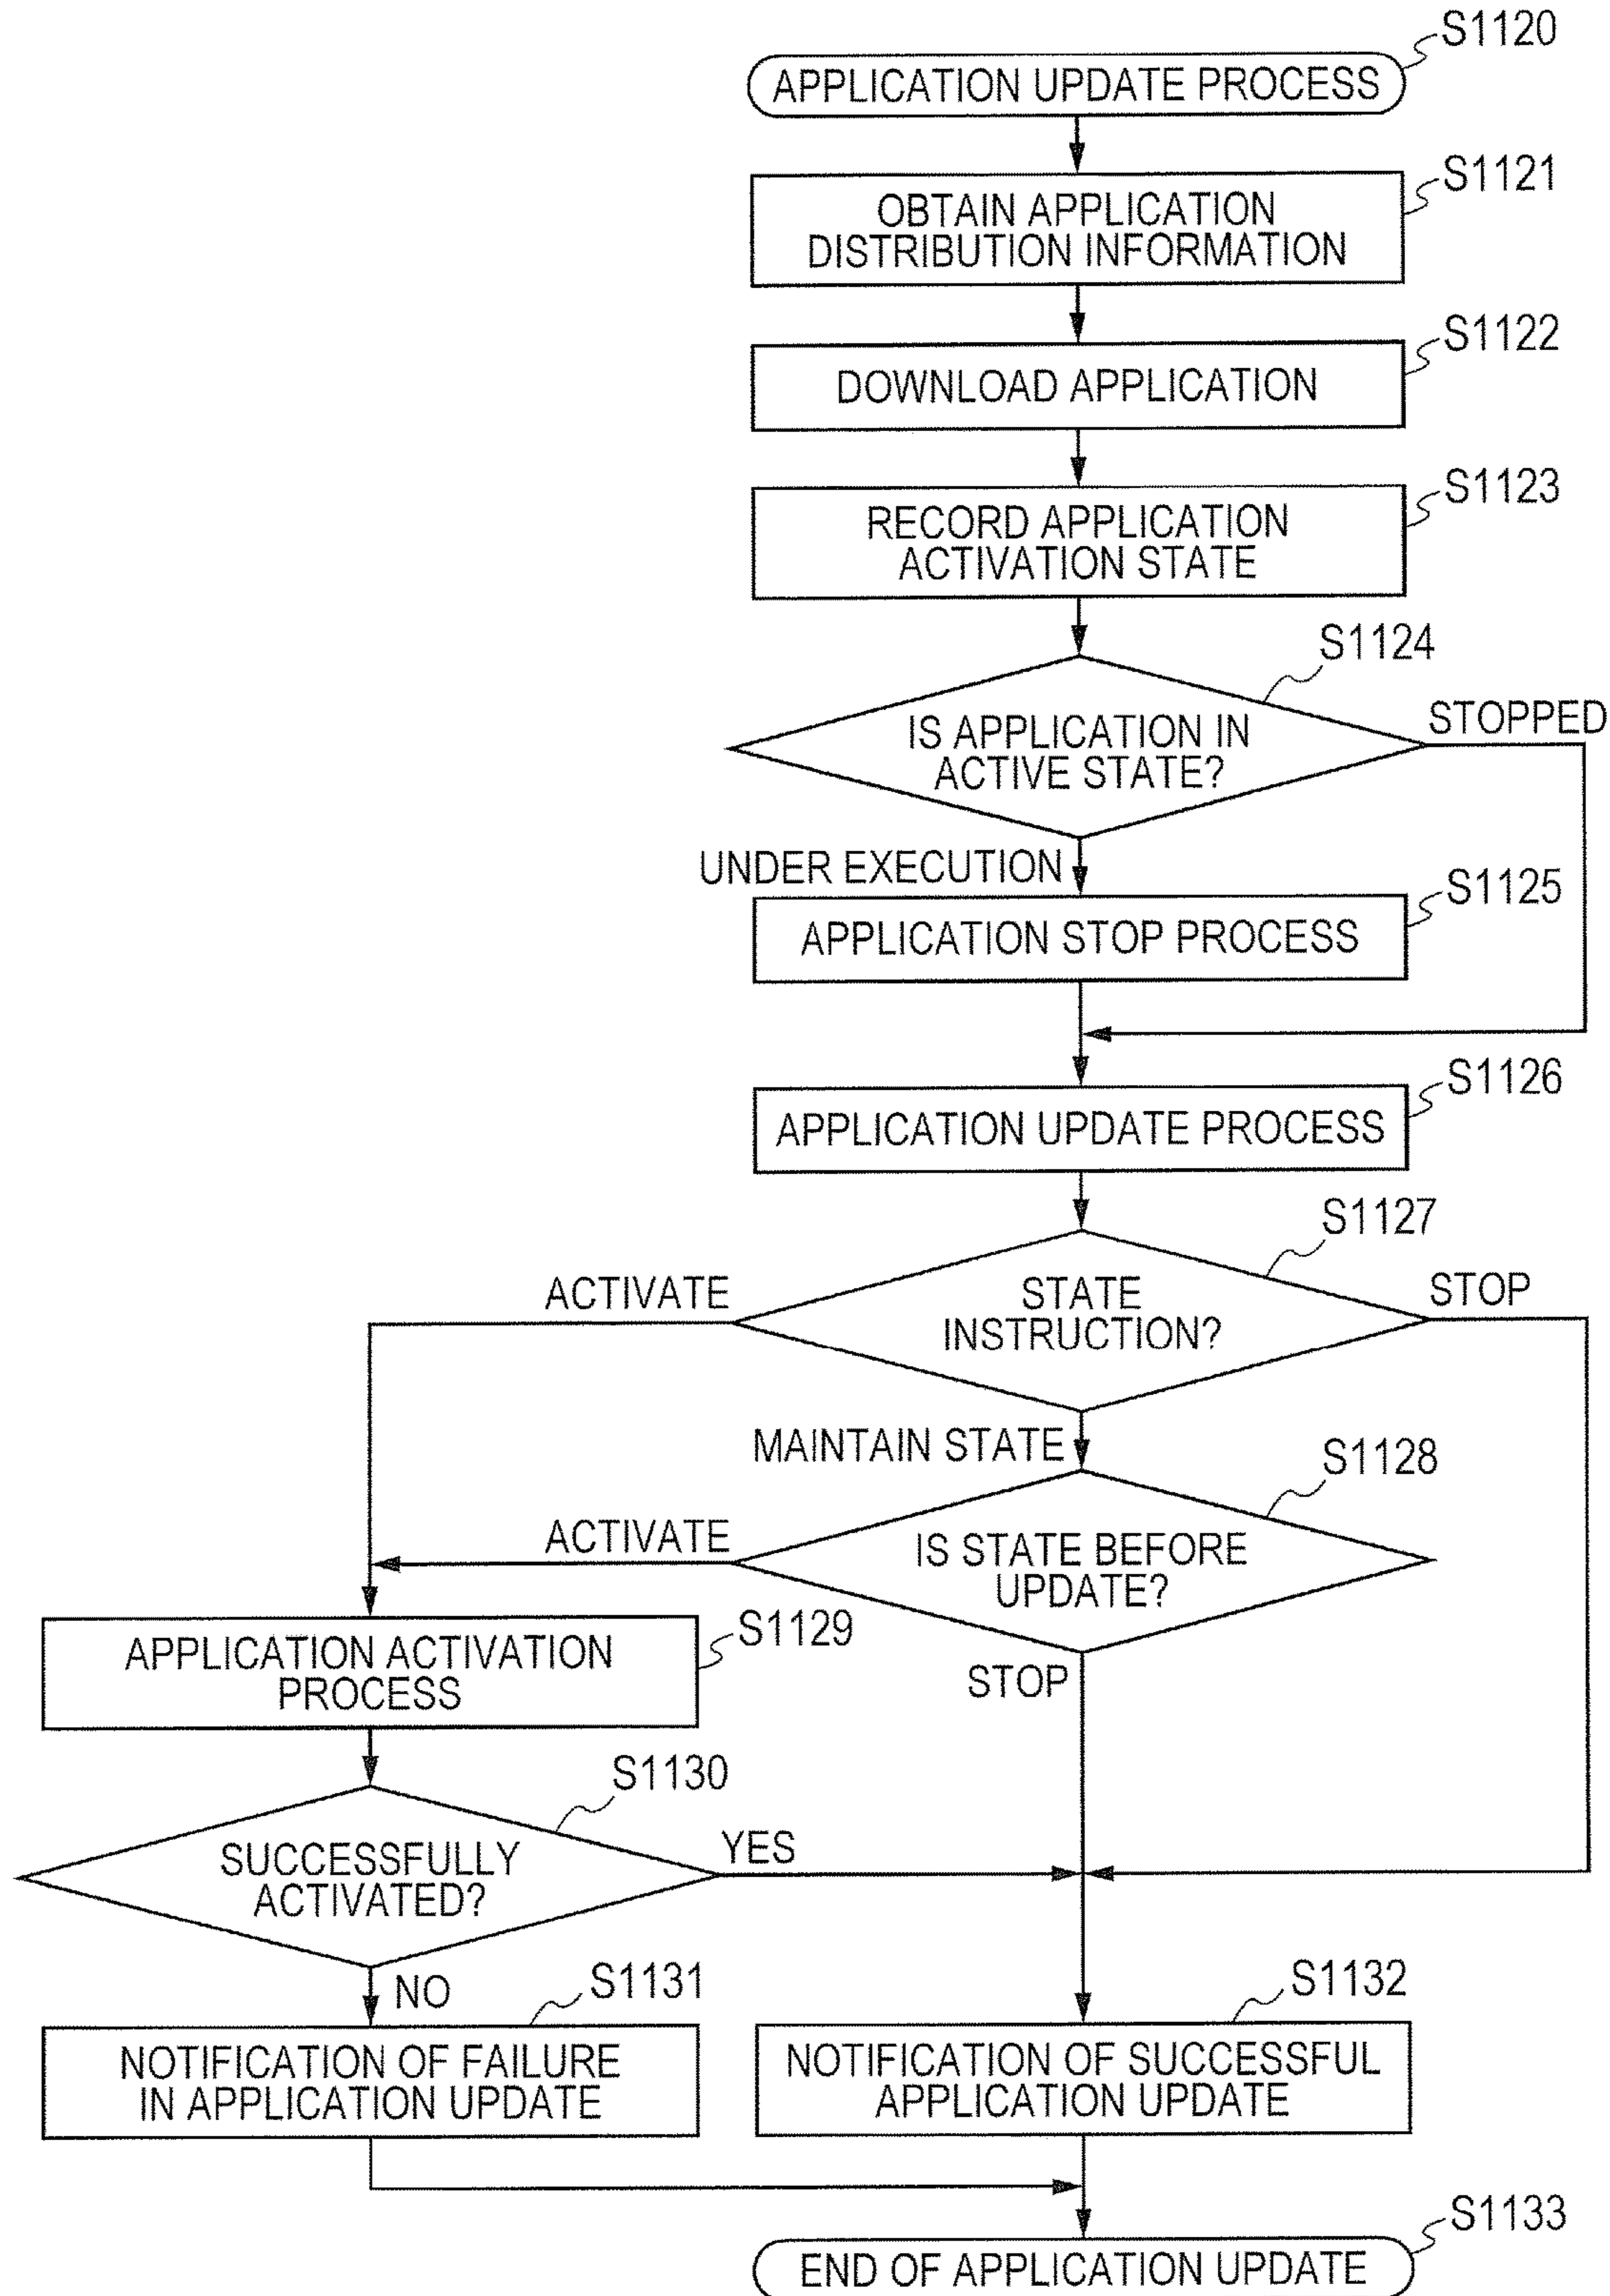 S1120
APPLICATION UPDATE PROCESS
S1121
OBTAIN APPLICATION
DISTRIBUTION INFORMATION
S1122
DOWNLOAD APPLICATION
S1123
RECORD APPLICATION
ACTIVATION STATE
S1124
IS APPLICATION IN
ACTIVE STATE?
STOPPED
UNDER EXECUTION
S1125
APPLICATION STOP PROCESS
S1126
APPLICATION UPDATE PROCESS
S1127
STATE
INSTRUCTION?
ACTIVATE
STOP
MAINTAIN STATE
S1128
ACTIVATE
IS STATE BEFORE
UPDATE?
STOP
S1129
APPLICATION ACTIVATION
PROCESS
S1130
SUCCESSFULLY
ACTIVATED?
YES
NO
S1131
NOTIFICATION OF FAILURE
IN APPLICATION UPDATE
S1132
NOTIFICATION OF SUCCESSFUL
APPLICATION UPDATE
S1133
END OF APPLICATION UPDATE